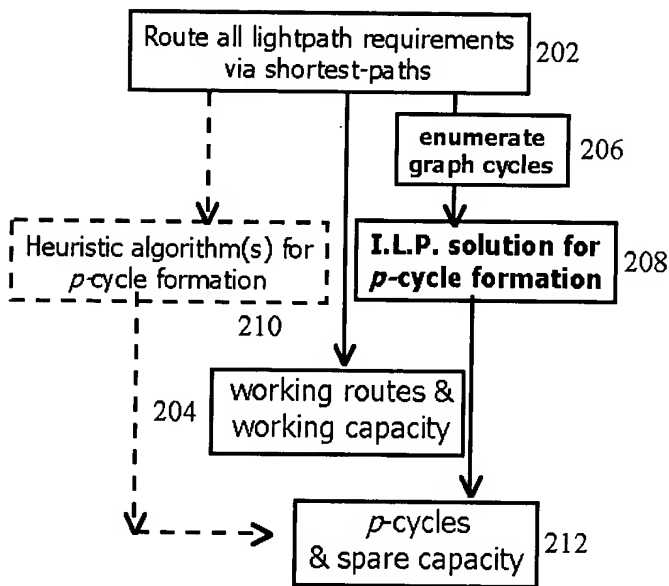 Route all lightpath requirements
via shortest-paths
202
enumerate
graph cycles
206
Heuristic algorithm(s) for
p-cycle formation
210
I.L.P. solution for
p-cycle formation
208
204
working routes &
working capacity
p-cycles
& spare capacity
212